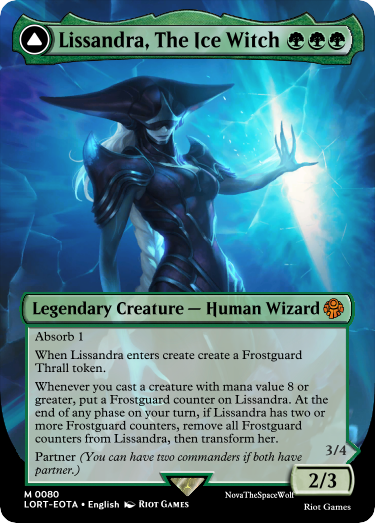 Lissandra, The Ice Witch
Legendary Creature — Human Wizard
Absorb 1
When Lissandra enters create create a Frostguard
Thrall token.
Whenever you cast a creature with mana value 8 or
greater, put a Frostguard counter on Lissandra. At the
end of any phase on your turn, if Lissandra has two or
more Frostguard counters, remove all Frostguard
counters from Lissandra, then transform her.
Partner (You can have two commanders if both have
partner.)
3/4
2/3
M 0080
LORT-EOTA • English Riot Games
NovaTheSpaceWolf
Riot Games